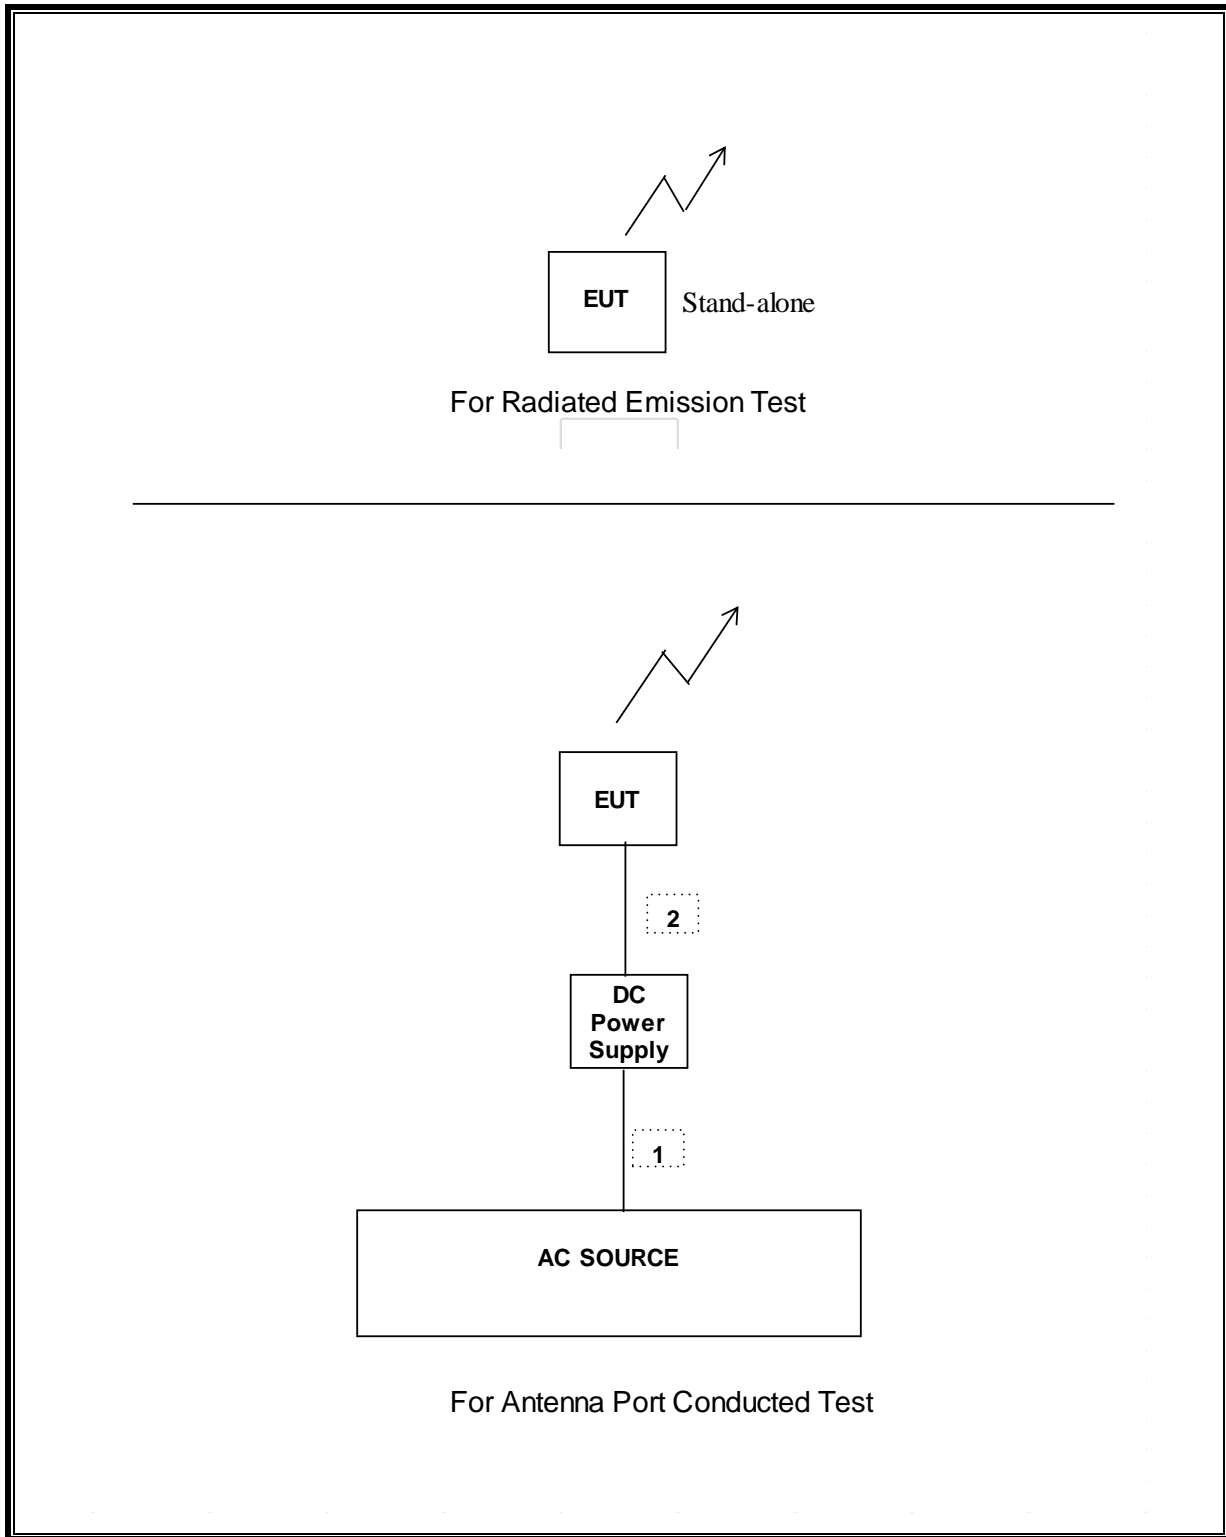 EUT
Stand-alone
For Radiated Emission Test
EUT
2
DC
Power
Supply
1
AC SOURCE
For Antenna Port Conducted Test